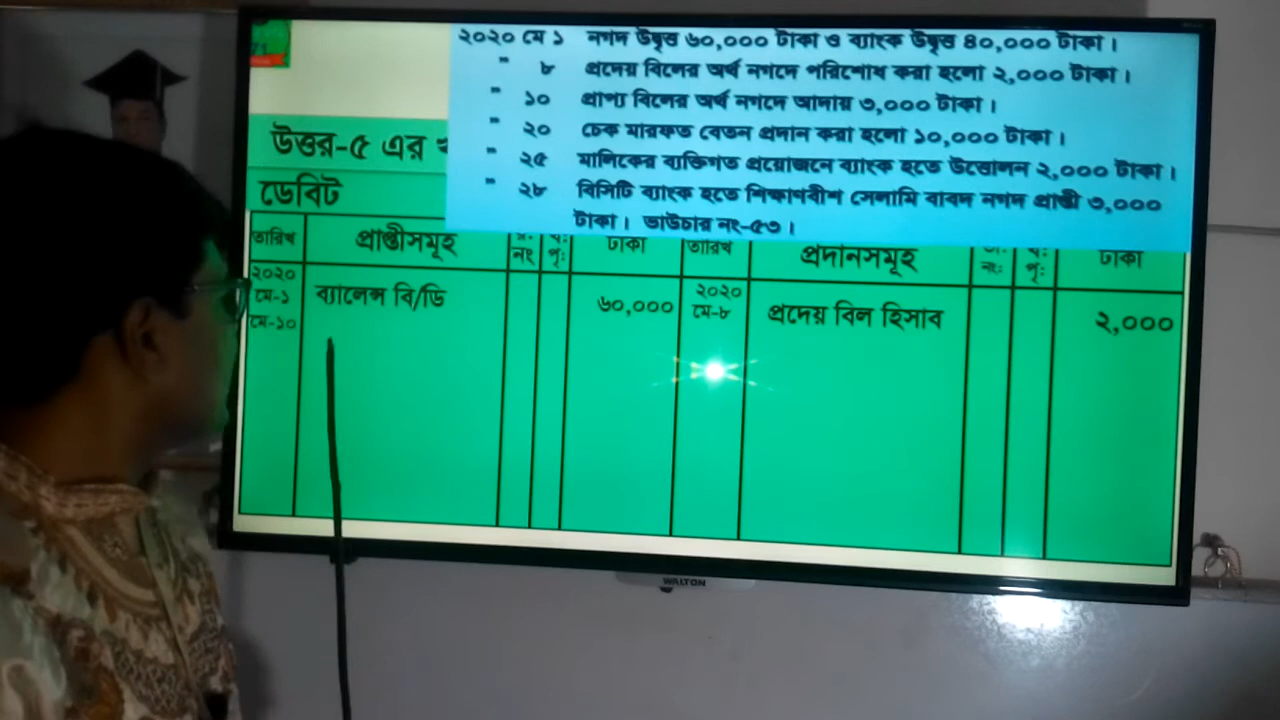 71
২০২০ মে ১ নগদ উদ্বৃত্ত ৬০,০০০ টাকা ও ব্যাংক উদ্বৃত্ত ৪০,০০০ টাকা।
" ৮ প্রদেয় বিলের অর্থ নগদে পরিশোধ করা হলো ২,০০০ টাকা।
" ১০ প্রাপ্য বিলের অর্থ নগদে আদায় ৩,০০০ টাকা।
" ২০ চেক মারফত বেতন প্রদান করা হলো ১০,০০০ টাকা।
" ২৫ মালিকের ব্যক্তিগত প্রয়োজনে ব্যাংক হতে উত্তোলন ২,০০০ টাকা।
" ২৮ বিসিটি ব্যাংক হতে শিক্ষাণবীশ সেলামি বাবদ নগদ প্রাপ্তী ৩,০০০
টাকা। ভাউচার নং-৫৩।
উত্তর-৫ এর
ডেবিট
তারিখ প্রাপ্তীসমূহ নং পৃ: টাকা তারিখ প্রদানসমূহ নং: পৃ: টাকা
২০২০ ২০২০
মে-১ ব্যালেন্স বি/ডি ৬০,০০০ মে-৮ প্রদেয় বিল হিসাব ২,০০০
মে-১০
WALTON